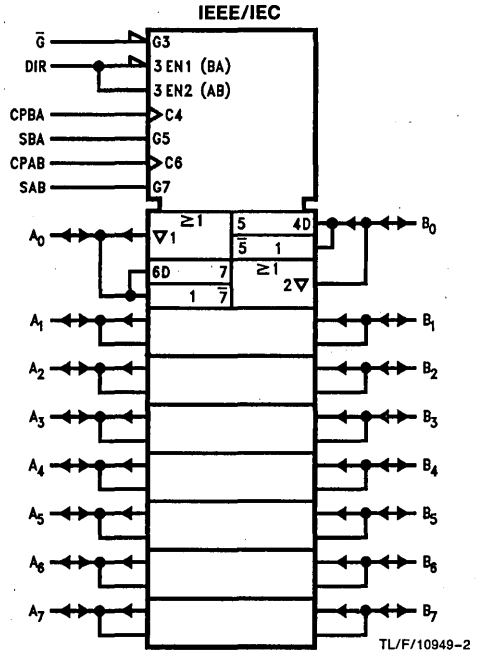 IEEE/IEC
G̅ G3
DIR 3 EN1 (BA)
3 EN2 (AB)
CPBA C4
SBA G5
CPAB C6
SAB G7
A₀ ≥1 5 4D B₀
▽1 5̅ 1
6D 7 ≥1
1 7̅ 2▽
A₁ B₁
A₂ B₂
A₃ B₃
A₄ B₄
A₅ B₅
A₆ B₆
A₇ B₇
TL/F/10949-2